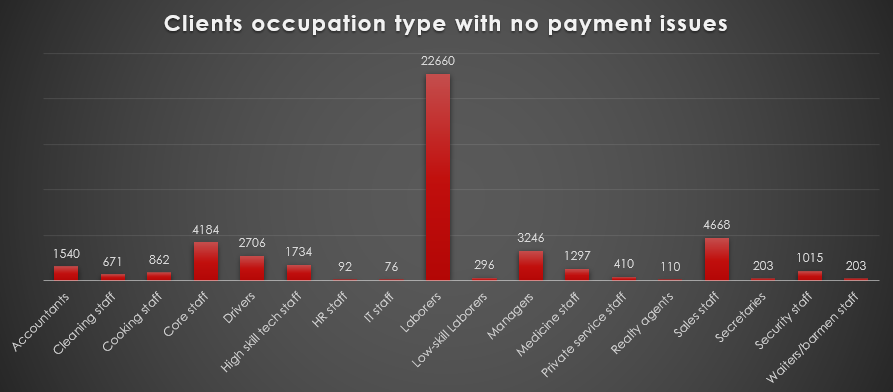 Clients occupation type with no payment issues
22660
1540
671
862
4184
2706
1734
92
76
296
3246
1297
410
110
4668
203
1015
203
Accountants
Cleaning staff
Cooking staff
Core staff
Drivers
High skill tech staff
HR staff
IT staff
Laborers
Low-skill Laborers
Managers
Medicine staff
Private service staff
Realty agents
Sales staff
Secretaries
Security staff
Waiters/barmen staff